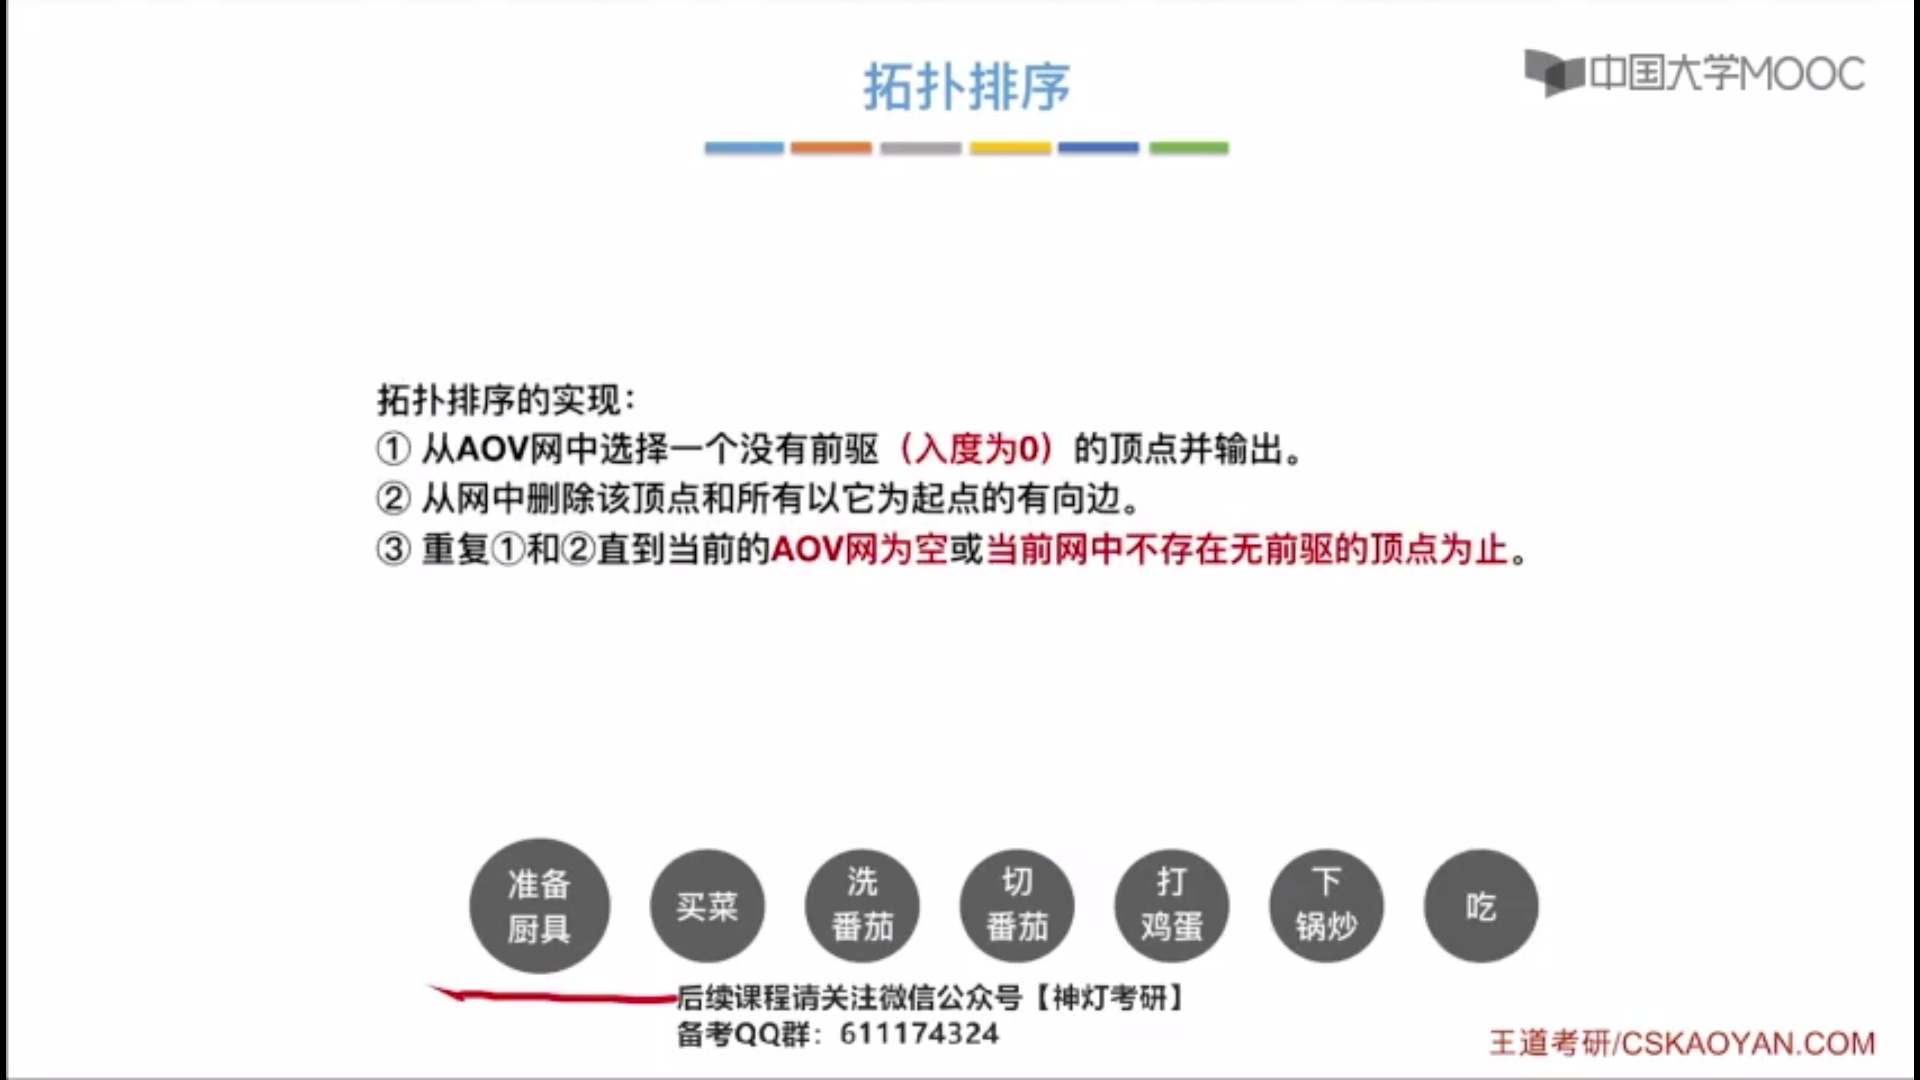 拓扑排序
中国大学MOOC
拓扑排序的实现：
① 从AOV网中选择一个没有前驱（入度为0）的顶点并输出。
② 从网中删除该顶点和所有以它为起点的有向边。
③ 重复①和②直到当前的AOV网为空或当前网中不存在无前驱的顶点为止。
准备
厨具
买菜
洗
番茄
切
番茄
打
鸡蛋
下
锅炒
吃
后续课程请关注微信公众号【神灯考研】
备考QQ群：611174324
王道考研/CSKAOYAN.COM